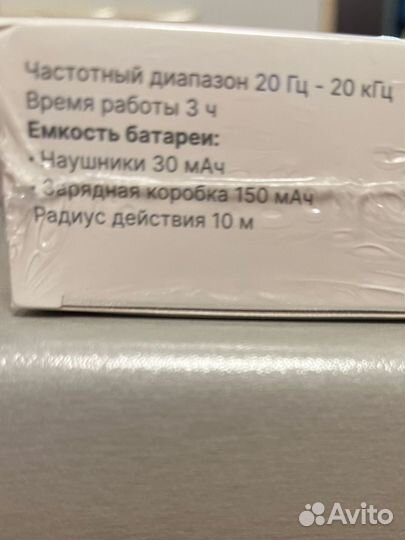 Частотный диапазон 20 Гц - 20 кГц
Время работы 3 ч
Емкость батареи:
• Наушники 30 мАч
• Зарядная коробка 150 мАч
Радиус действия 10 м
Avito